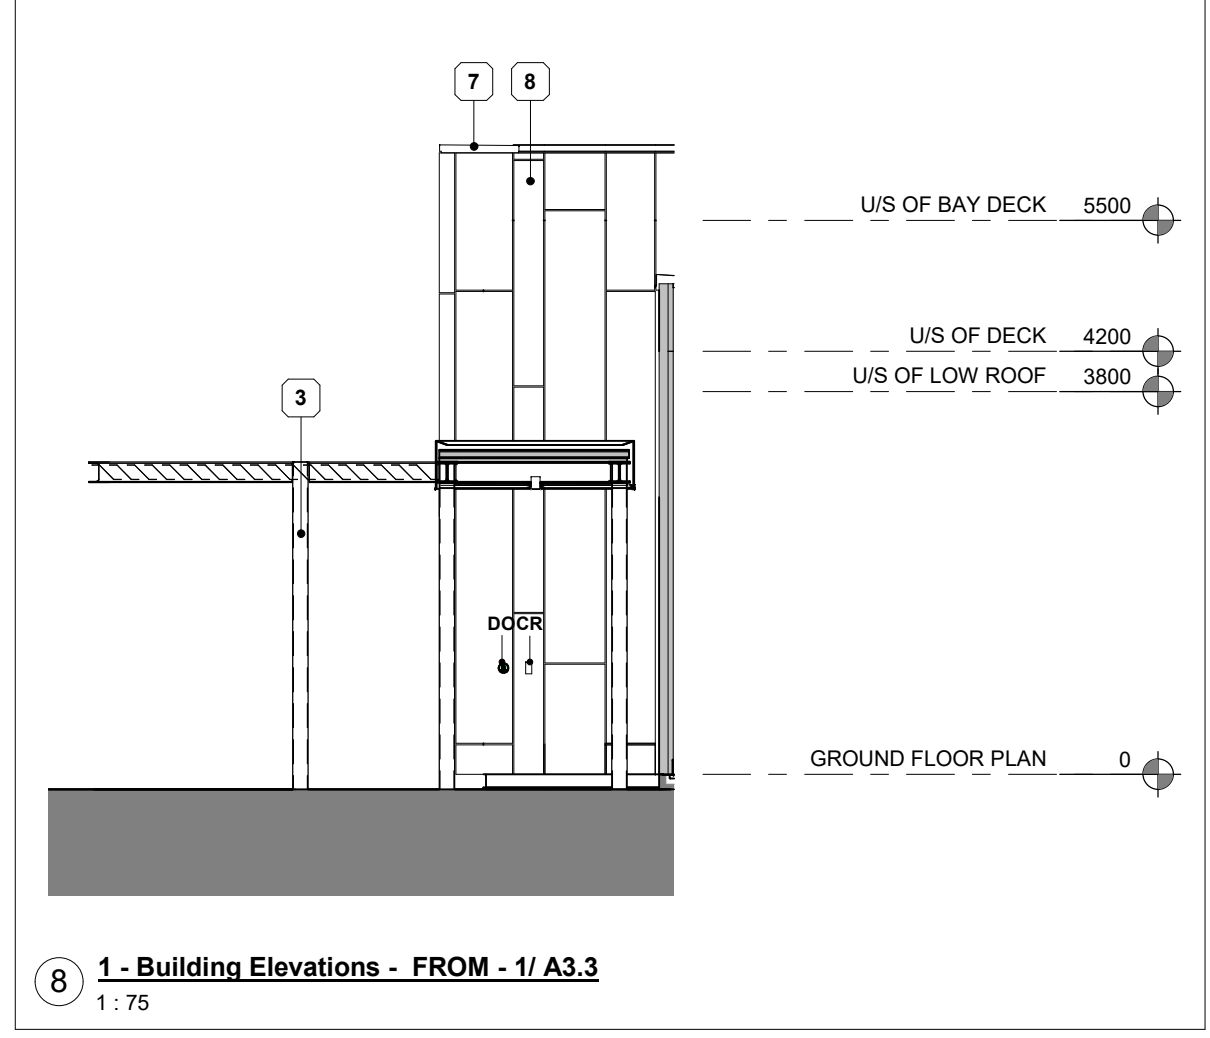 7 8
U/S OF BAY DECK 5500
U/S OF DECK 4200
U/S OF LOW ROOF 3800
3
DOCR
GROUND FLOOR PLAN 0
8 1 - Building Elevations - FROM - 1/ A3.3
1 : 75